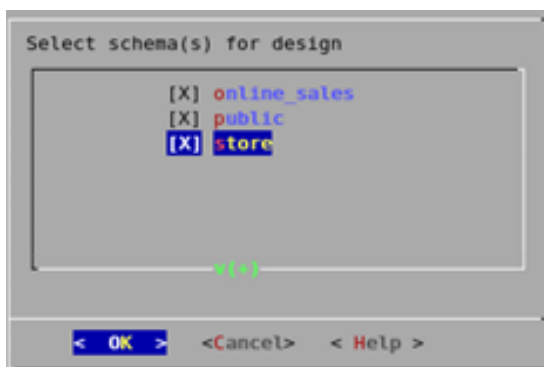 Select schema(s) for design
[X] online_sales
[X] public
[X] store
v(+)
< OK > <Cancel> < Help >